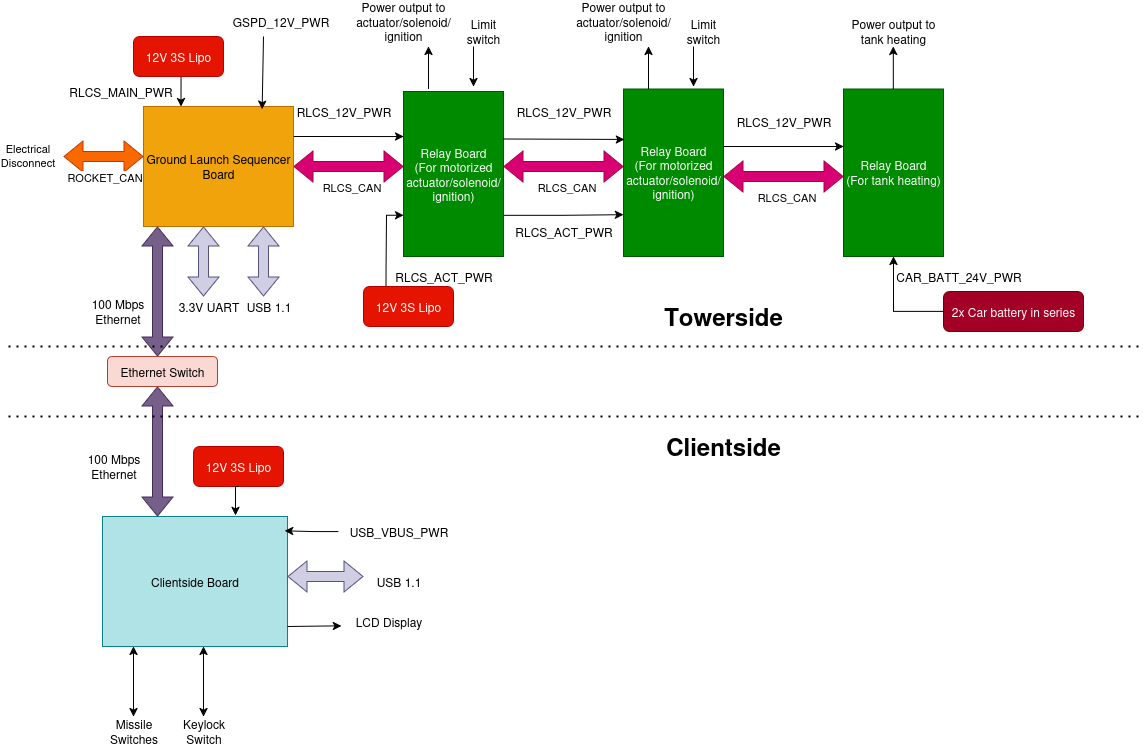 Power output to
actuator/solenoid/
ignition
Limit
switch
Power output to
actuator/solenoid/
ignition
Limit
switch
Power output to
tank heating
GSPD_12V_PWR
12V 3S Lipo
RLCS_MAIN_PWR
RLCS_12V_PWR
RLCS_12V_PWR
RLCS_12V_PWR
Electrical
Disconnect
ROCKET_CAN
Ground Launch Sequencer
Board
RLCS_CAN
Relay Board
(For motorized
actuator/solenoid/
ignition)
RLCS_CAN
Relay Board
(For motorized
actuator/solenoid/
ignition)
RLCS_CAN
Relay Board
(For tank heating)
RLCS_ACT_PWR
RLCS_ACT_PWR
CAR_BATT_24V_PWR
100 Mbps
Ethernet
3.3V UART
USB 1.1
12V 3S Lipo
2x Car battery in series
Towerside
Ethernet Switch
Clientside
100 Mbps
Ethernet
12V 3S Lipo
USB_VBUS_PWR
Clientside Board
USB 1.1
LCD Display
Missile
Switches
Keylock
Switch